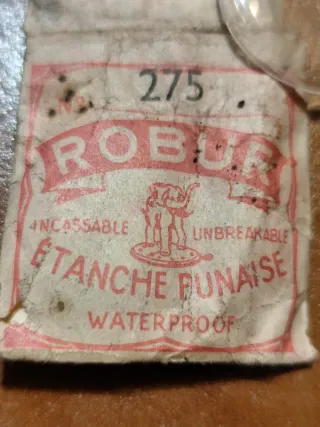 No 275
ROBUR
INCASSABLE UNBREAKABLE
ÉTANCHE PUNAISE
WATERPROOF